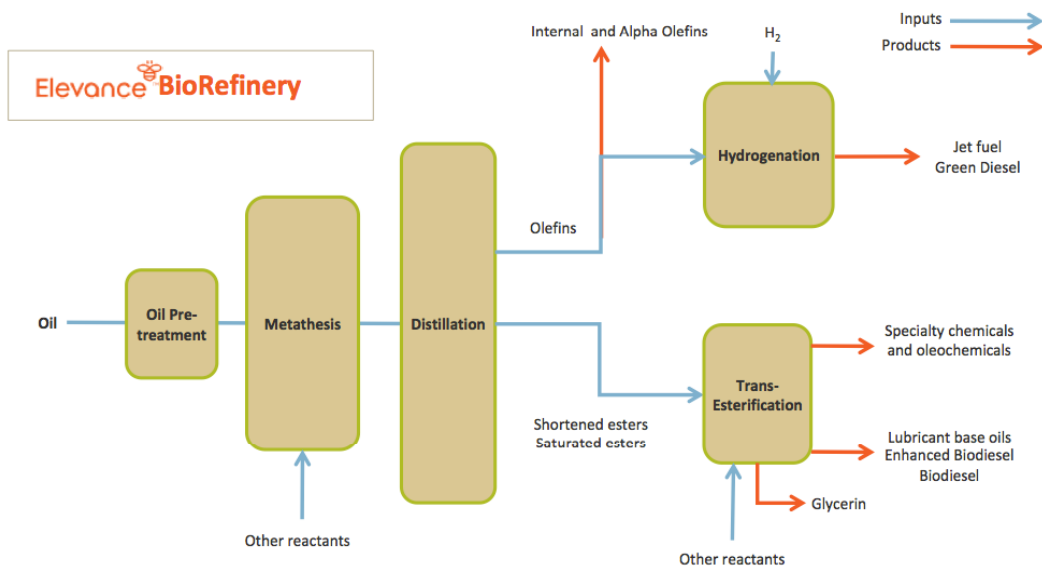 Elevance BioRefinery
Internal and Alpha Olefins
H2
Inputs
Products
Hydrogenation
Jet fuel
Green Diesel
Olefins
Oil
Oil Pre-
treatment
Metathesis
Distillation
Specialty chemicals
and oleochemicals
Trans-
Esterification
Shortened esters
Saturated esters
Lubricant base oils
Enhanced Biodiesel
Biodiesel
Glycerin
Other reactants
Other reactants